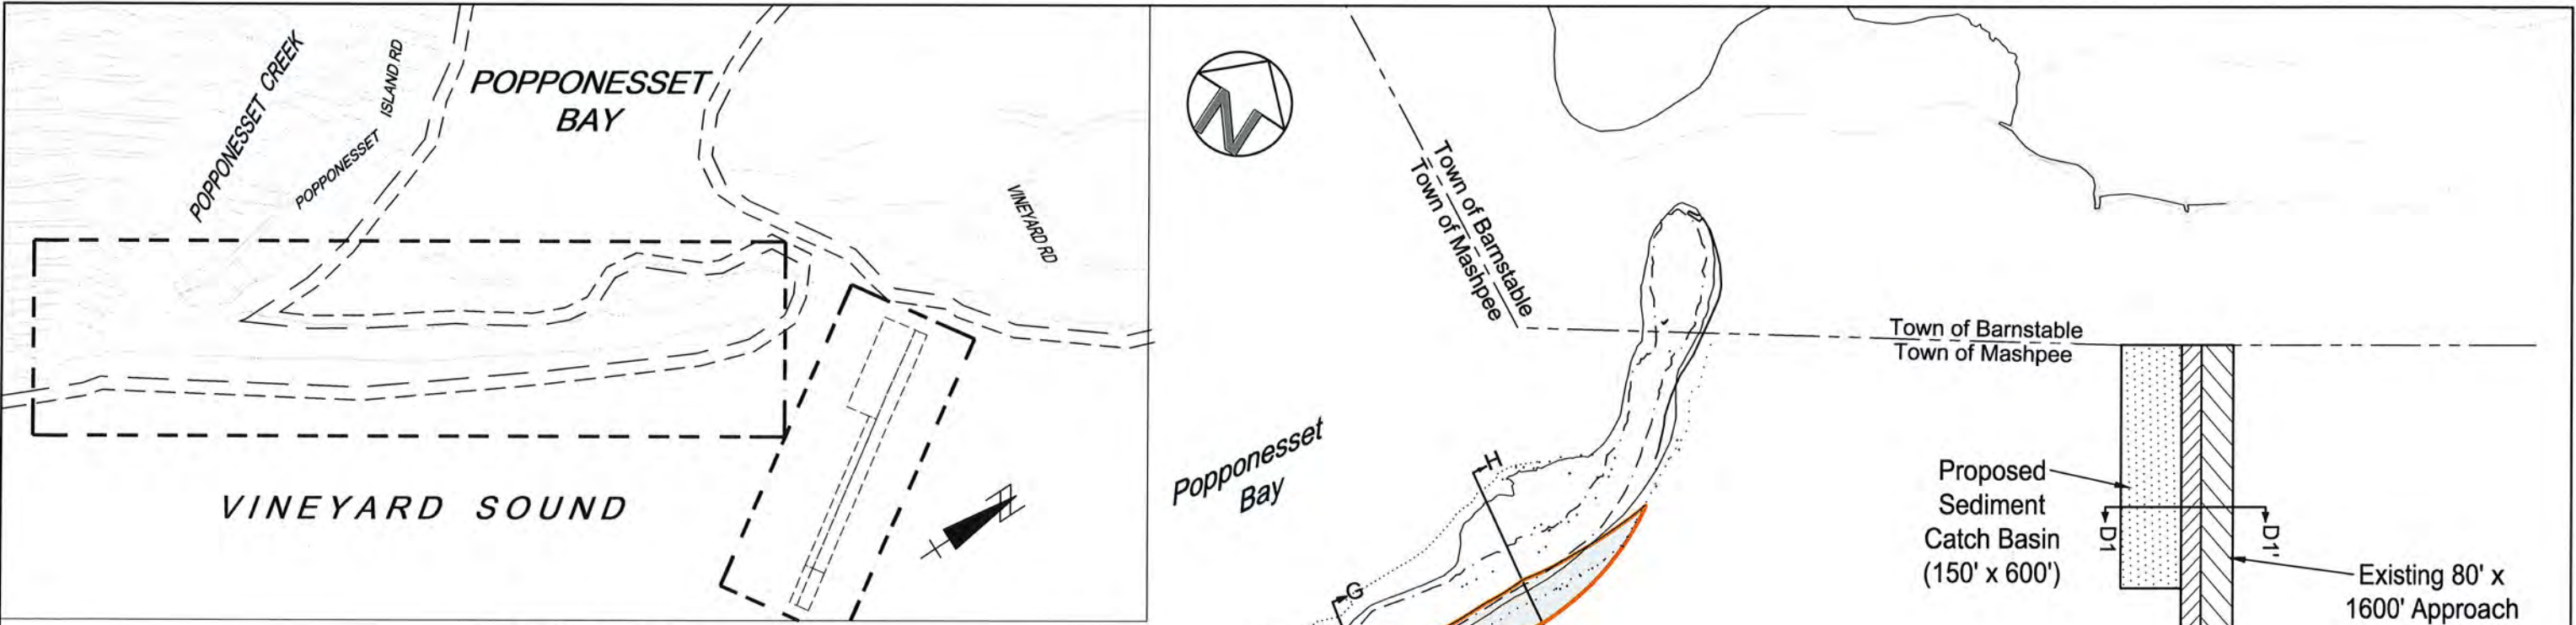 POPPONESSET CREEK
POPPONESSET ISLAND RD
POPPONESSET
BAY
VINEYARD RD
VINEYARD SOUND
N
N
Town of Barnstable
Town of Mashpee
Town of Barnstable
Town of Mashpee
Popponesset
Bay
H
G
Proposed
Sediment
Catch Basin
(150' x 600')
D1
D1'
Existing 80' x
1600' Approach